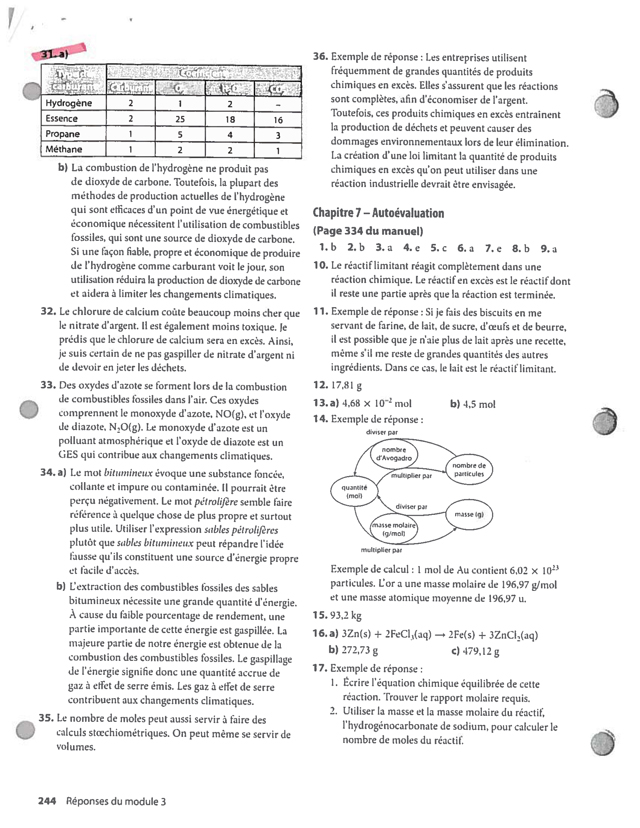 31. a)
Type de carburant
Coefficient
Carburant O₂ H₂O CO₂
Hydrogène 2 1 2 –
Essence 2 25 18 16
Propane 1 5 4 3
Méthane 1 2 2 1
b) La combustion de l'hydrogène ne produit pas
de dioxyde de carbone. Toutefois, la plupart des
méthodes de production actuelles de l'hydrogène
qui sont efficaces d'un point de vue énergétique et
économique nécessitent l'utilisation de combustibles
fossiles, qui sont une source de dioxyde de carbone.
Si une façon fiable, propre et économique de produire
de l'hydrogène comme carburant voit le jour, son
utilisation réduira la production de dioxyde de carbone
et aidera à limiter les changements climatiques.
32. Le chlorure de calcium coûte beaucoup moins cher que
le nitrate d'argent. Il est également moins toxique. Je
prédis que le chlorure de calcium sera en excès. Ainsi,
je suis certain de ne pas gaspiller de nitrate d'argent ni
de devoir en jeter les déchets.
33. Des oxydes d'azote se forment lors de la combustion
de combustibles fossiles dans l'air. Ces oxydes
comprennent le monoxyde d'azote, NO(g), et l'oxyde
de diazote, N₂O(g). Le monoxyde d'azote est un
polluant atmosphérique et l'oxyde de diazote est un
GES qui contribue aux changements climatiques.
34. a) Le mot bitumineux évoque une substance foncée,
collante et impure ou contaminée. Il pourrait être
perçu négativement. Le mot pétrolifère semble faire
référence à quelque chose de plus propre et surtout
plus utile. Utiliser l'expression sables pétrolifères
plutôt que sables bitumineux peut répandre l'idée
fausse qu'ils constituent une source d'énergie propre
et facile d'accès.
b) L'extraction des combustibles fossiles des sables
bitumineux nécessite une grande quantité d'énergie.
À cause du faible pourcentage de rendement, une
partie importante de cette énergie est gaspillée. La
majeure partie de notre énergie est obtenue de la
combustion des combustibles fossiles. Le gaspillage
de l'énergie signifie donc une quantité accrue de
gaz à effet de serre émis. Les gaz à effet de serre
contribuent aux changements climatiques.
35. Le nombre de moles peut aussi servir à faire des
calculs stœchiométriques. On peut même se servir de
volumes.
36. Exemple de réponse : Les entreprises utilisent
fréquemment de grandes quantités de produits
chimiques en excès. Elles s'assurent que les réactions
sont complètes, afin d'économiser de l'argent.
Toutefois, ces produits chimiques en excès entraînent
la production de déchets et peuvent causer des
dommages environnementaux lors de leur élimination.
La création d'une loi limitant la quantité de produits
chimiques en excès qu'on peut utiliser dans une
réaction industrielle devrait être envisagée.
Chapitre 7 – Autoévaluation
(Page 334 du manuel)
1. b 2. b 3. a 4. e 5. c 6. a 7. e 8. b 9. a
10. Le réactif limitant réagit complètement dans une
réaction chimique. Le réactif en excès est le réactif dont
il reste une partie après que la réaction est terminée.
11. Exemple de réponse : Si je fais des biscuits en me
servant de farine, de lait, de sucre, d'œufs et de beurre,
il est possible que je n'aie plus de lait après une recette,
même s'il me reste de grandes quantités des autres
ingrédients. Dans ce cas, le lait est le réactif limitant.
12. 17,81 g
13. a) 4,68 × 10⁻² mol b) 4,5 mol
14. Exemple de réponse :
diviser par
nombre
d'Avogadro
nombre de
particules
multiplier par
quantité
(mol)
diviser par
masse (g)
masse molaire
(g/mol)
multiplier par
Exemple de calcul : 1 mol de Au contient 6,02 × 10²³
particules. L'or a une masse molaire de 196,97 g/mol
et une masse atomique moyenne de 196,97 u.
15. 93,2 kg
16. a) 3Zn(s) + 2FeCl₃(aq) → 2Fe(s) + 3ZnCl₂(aq)
b) 272,73 g c) 479,12 g
17. Exemple de réponse :
1. Écrire l'équation chimique équilibrée de cette
réaction. Trouver le rapport molaire requis.
2. Utiliser la masse et la masse molaire du réactif,
l'hydrogénocarbonate de sodium, pour calculer le
nombre de moles du réactif.
244 Réponses du module 3